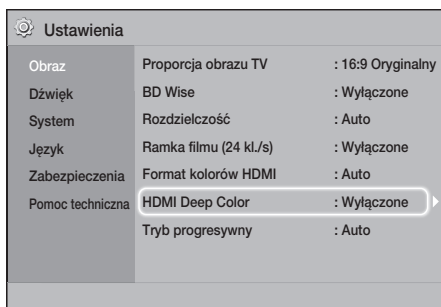 Ustawienia
Obraz
Dźwięk
System
Język
Zabezpieczenia
Pomoc techniczna
Proporcja obrazu TV : 16:9 Oryginalny
BD Wise : Wyłączone
Rozdzielczość : Auto
Ramka filmu (24 kl./s) : Wyłączone
Format kolorów HDMI : Auto
HDMI Deep Color : Wyłączone
Tryb progresywny : Auto